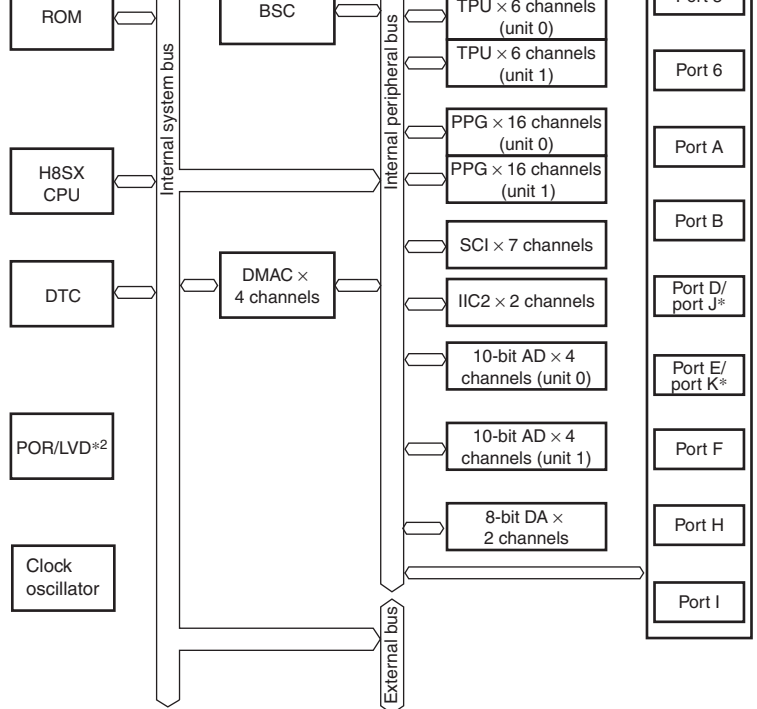 ROM
H8SX
CPU
DTC
POR/LVD*2
Clock
oscillator
Internal system bus
BSC
DMAC ×
4 channels
Internal peripheral bus
External bus
TPU × 6 channels
(unit 0)
TPU × 6 channels
(unit 1)
PPG × 16 channels
(unit 0)
PPG × 16 channels
(unit 1)
SCI × 7 channels
IIC2 × 2 channels
10-bit AD × 4
channels (unit 0)
10-bit AD × 4
channels (unit 1)
8-bit DA ×
2 channels
Port 6
Port A
Port B
Port D/
port J*
Port E/
port K*
Port F
Port H
Port I